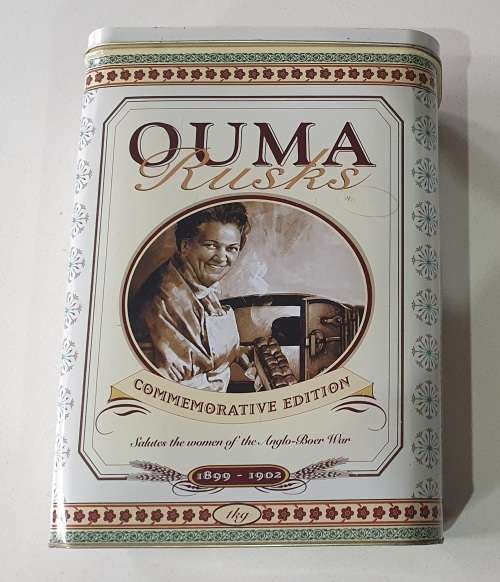 OUMA
Rusks
COMMEMORATIVE EDITION
Salutes the women of the Anglo-Boer War
1899 - 1902
1kg